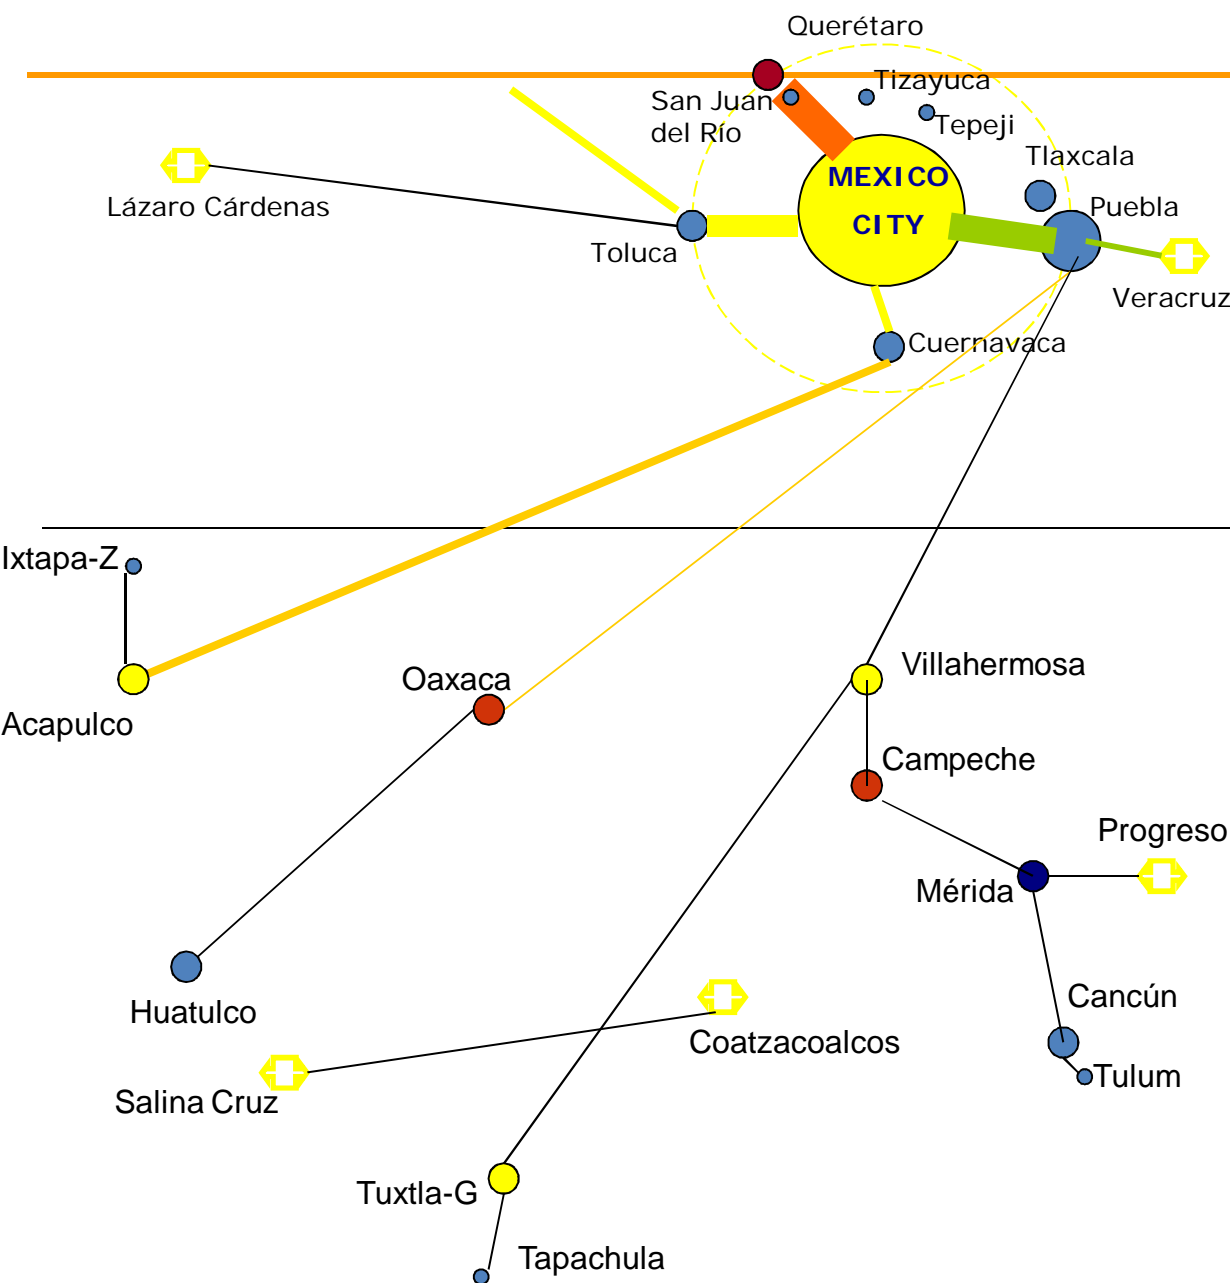 Querétaro
Tizayuca
San Juan
del Río
Tepeji
Tlaxcala
MEXICO
CITY
Lázaro Cárdenas
Puebla
Toluca
Veracruz
Cuernavaca
Ixtapa-Z
Acapulco
Oaxaca
Villahermosa
Campeche
Progreso
Mérida
Huatulco
Cancún
Coatzacoalcos
Tulum
Salina Cruz
Tuxtla-G
Tapachula